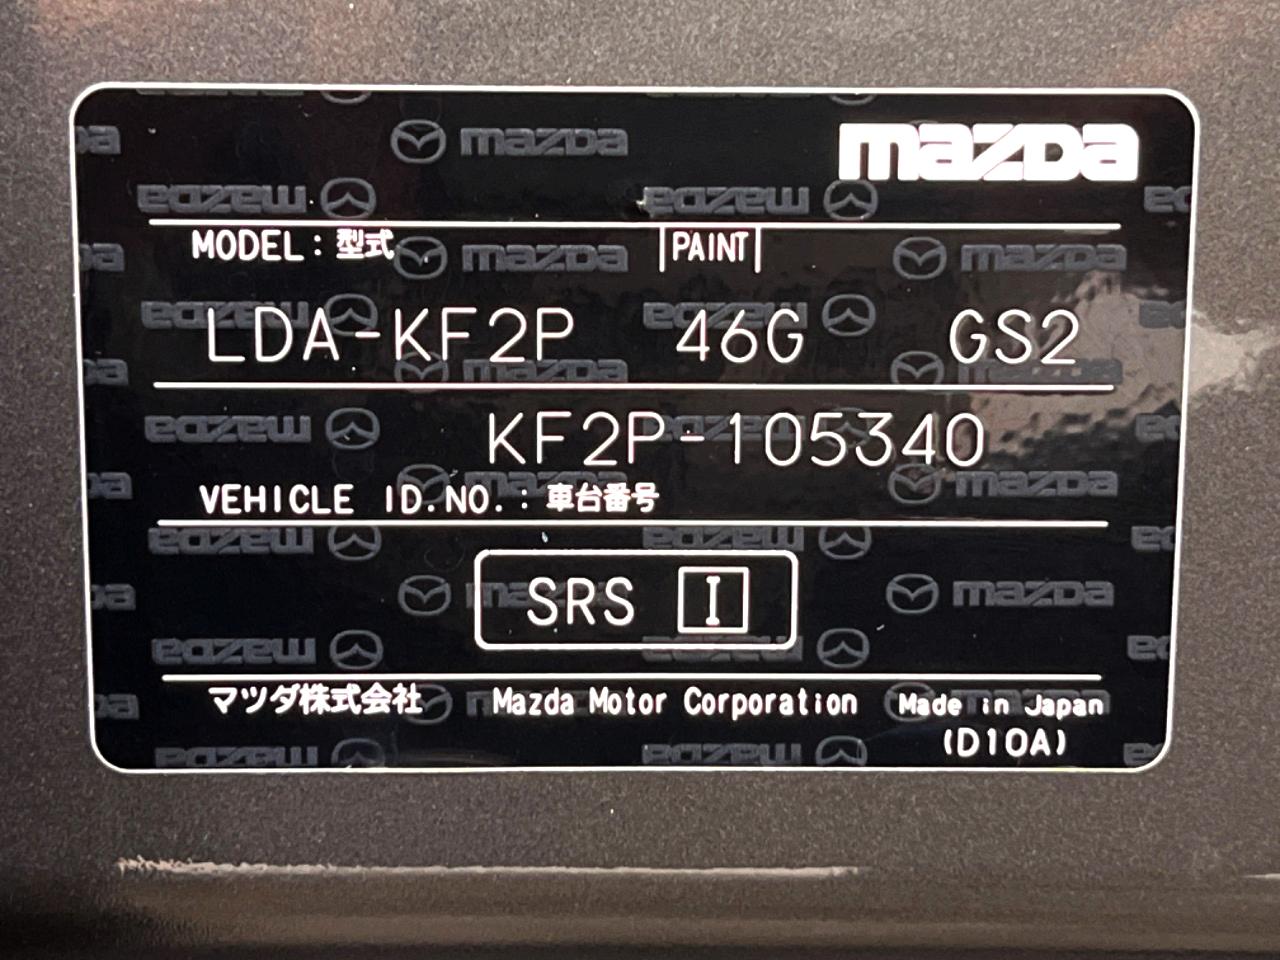 mazda
MODEL : 型式 PAINT
LDA-KF2P 46G GS2
KF2P-105340
VEHICLE ID.NO. : 車台番号
SRS I
マツダ株式会社 Mazda Motor Corporation Made in Japan
(D10A)